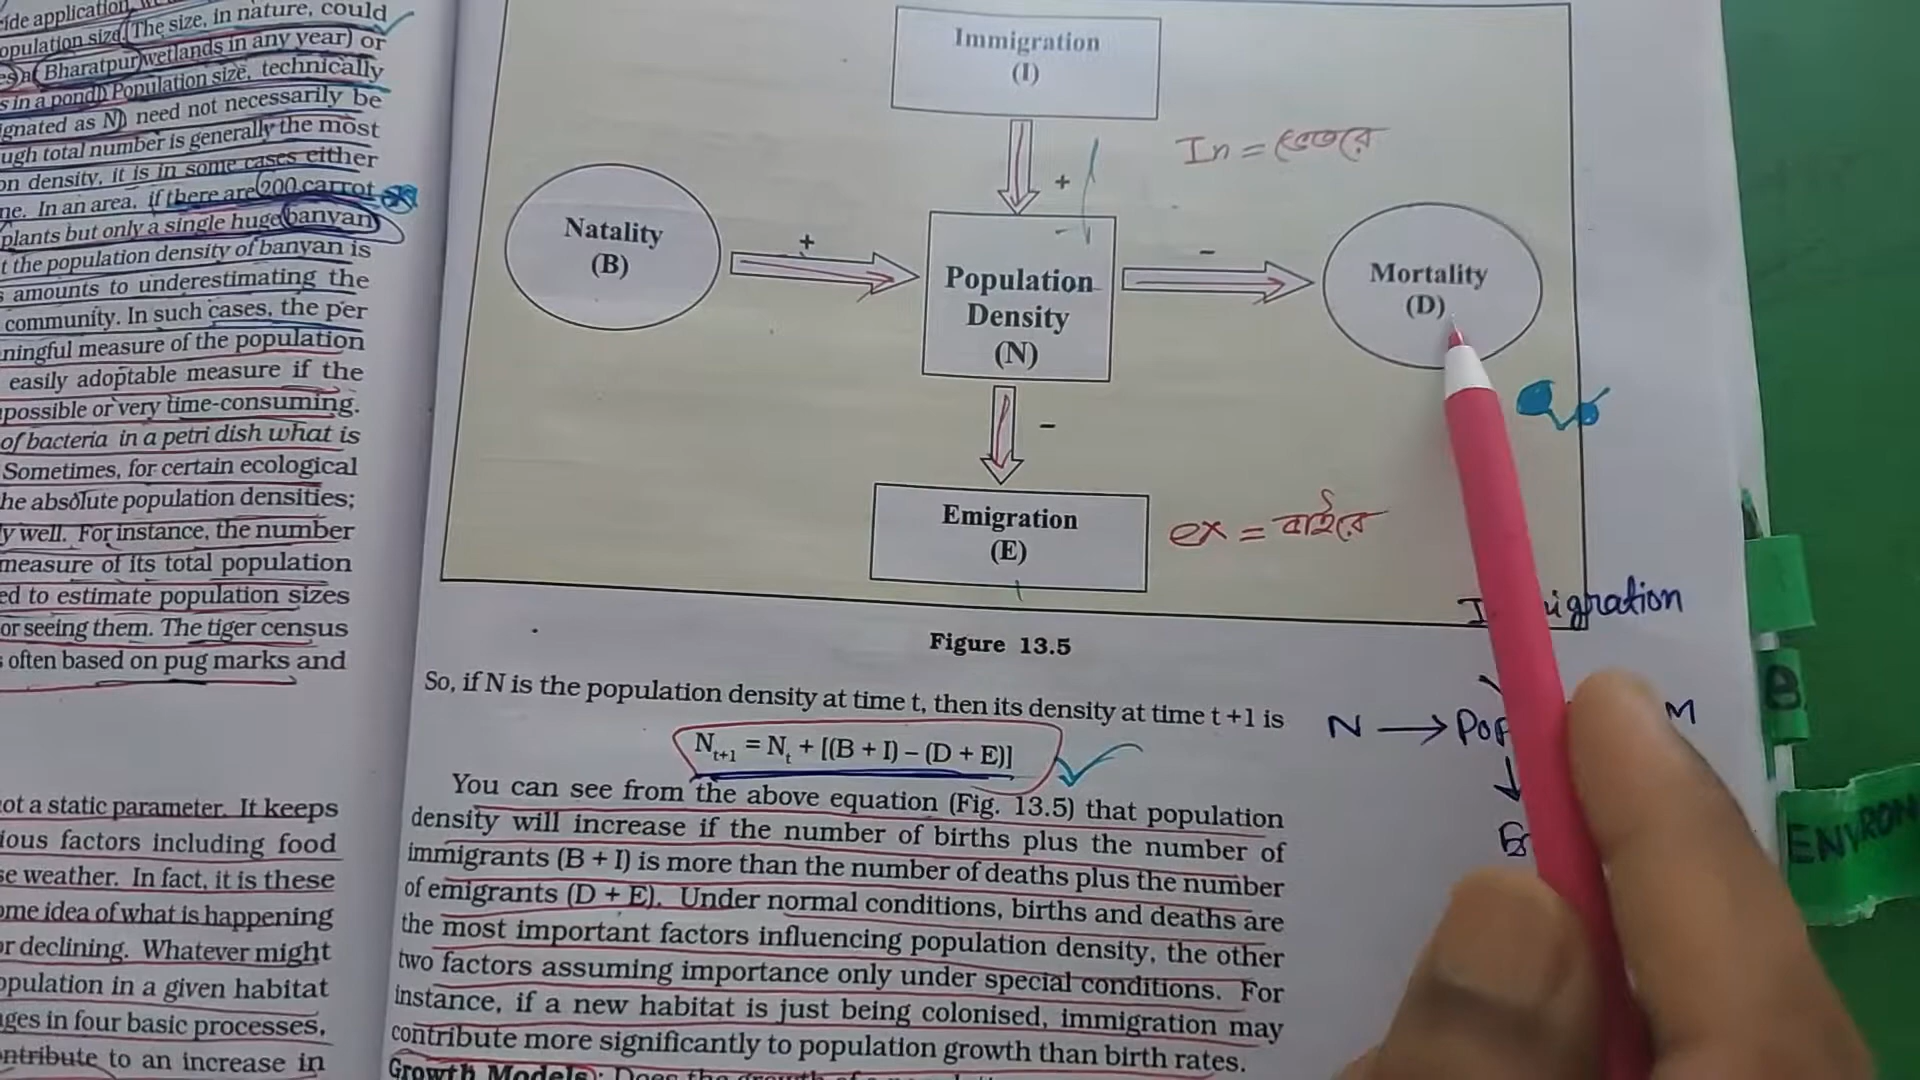 cide application
opulation size (The size, in nature, could
Bharatpur wetlands in any year) or
s in a pond) Population size, technically
ignated as N) need not necessarily be
ugh total number is generally the most
on density, it is in some cases either
ne. In an area, if there are 200 carrot
plants but only a single huge banyan
t the population density of banyan is
s amounts to underestimating the
community. In such cases, the per
ningful measure of the population
easily adoptable measure if the
possible or very time-consuming.
of bacteria in a petri dish what is
Sometimes, for certain ecological
he absolute population densities;
y well. For instance, the number
measure of its total population
ed to estimate population sizes
or seeing them. The tiger census
s often based on pug marks and
ot a static parameter. It keeps
ious factors including food
se weather. In fact, it is these
ome idea of what is happening
or declining. Whatever might
opulation in a given habitat
ges in four basic processes,
ntribute to an increase in
Immigration
(I)
In = ভেতরে
+
Natality
(B)
+
Population
Density
(N)
-
Mortality
(D)
-
Emigration
(E)
ex = বাইরে
Figure 13.5
So, if N is the population density at time t, then its density at time t +1 is
Nt+1 = Nt + [(B + I) – (D + E)]
You can see from the above equation (Fig. 13.5) that population
density will increase if the number of births plus the number of
immigrants (B + I) is more than the number of deaths plus the number
of emigrants (D + E). Under normal conditions, births and deaths are
the most important factors influencing population density, the other
two factors assuming importance only under special conditions. For
instance, if a new habitat is just being colonised, immigration may
contribute more significantly to population growth than birth rates.
Growth Models: Does the growth of a
N → Pop M
ENVIRON
B